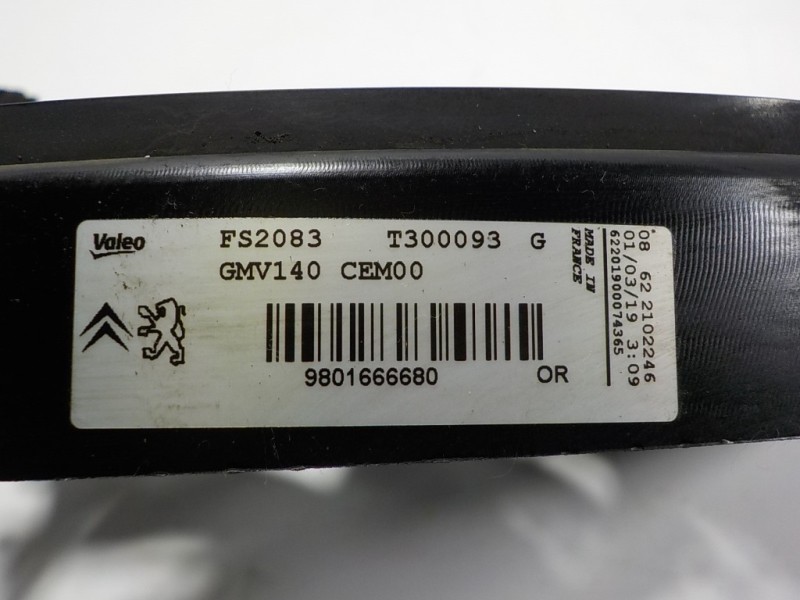 Valeo
FS2083 T300093 G
GMV140 CEM00
9801666680 OR
MADE IN
FRANCE
08 62 2102246
01/03/19 3:09
62201900074365